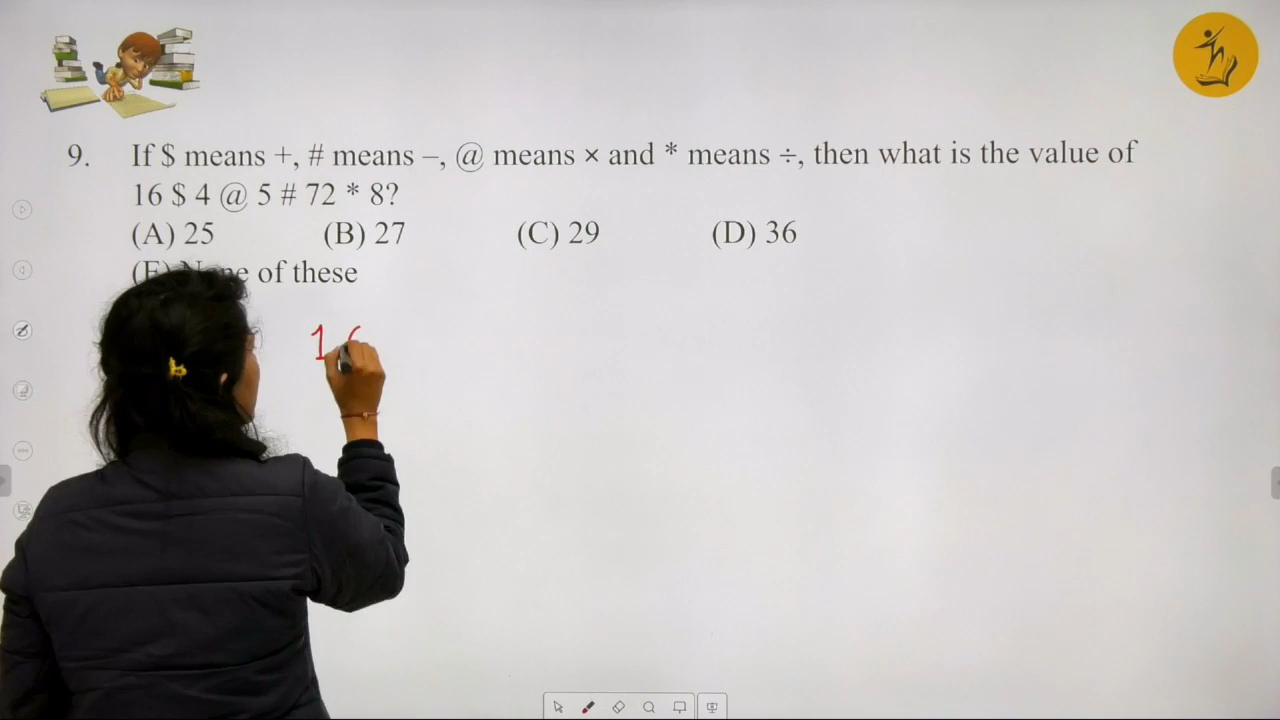 9. If $ means +, # means –, @ means × and * means ÷, then what is the value of
16 $ 4 @ 5 # 72 * 8?
(A) 25 (B) 27 (C) 29 (D) 36
of these
1